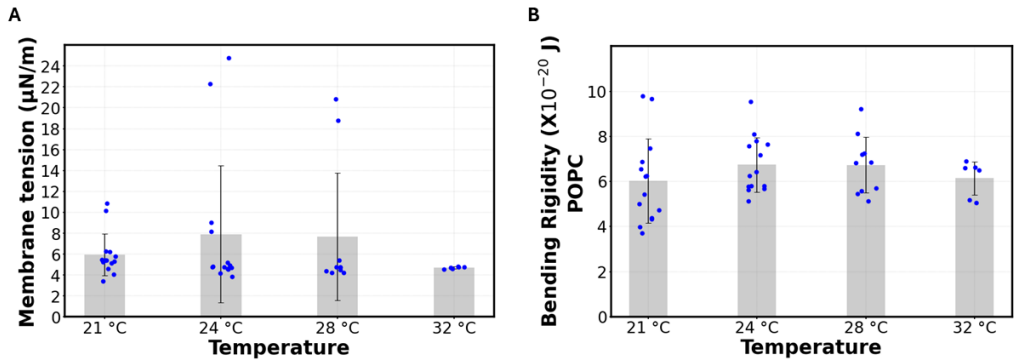 A
Membrane tension (µN/m)
24
22
20
18
16
14
12
10
8
6
4
2
0
21 °C 24 °C 28 °C 32 °C
Temperature
B
Bending Rigidity (X10⁻²⁰ J)
POPC
10
8
6
4
2
0
21 °C 24 °C 28 °C 32 °C
Temperature